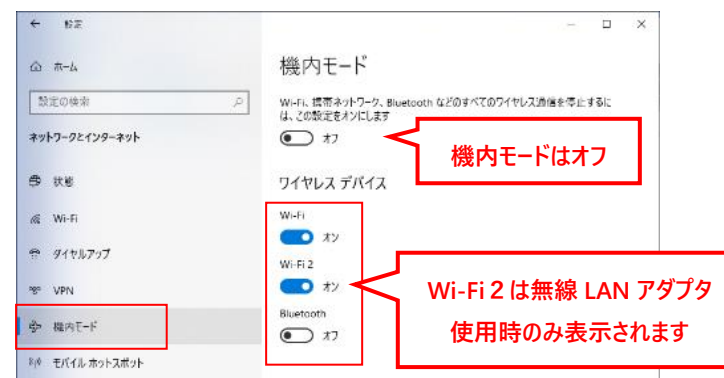 設定
ホーム
設定の検索
ネットワークとインターネット
状態
Wi-Fi
ダイヤルアップ
VPN
機内モード
モバイル ホットスポット
機内モード
Wi-Fi、携帯ネットワーク、Bluetooth などのすべてのワイヤレス通信を停止するに
は、この設定をオンにします
オフ
機内モードはオフ
ワイヤレス デバイス
Wi-Fi
オン
Wi-Fi 2
オン
Bluetooth
オフ
Wi-Fi 2 は無線 LAN アダプタ
使用時のみ表示されます